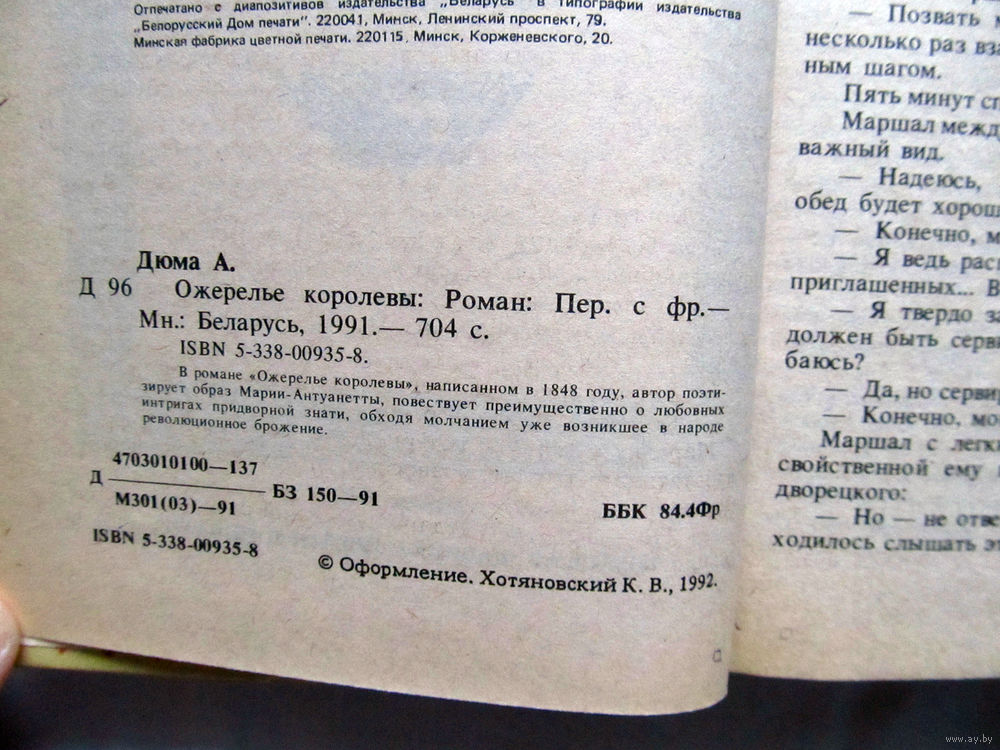 Отпечатано с диапозитивов издательства „Беларусь" в типографии издательства
„Белорусский Дом печати". 220041, Минск, Ленинский проспект, 79.
Минская фабрика цветной печати. 220115, Минск, Корженевского, 20.
Дюма А.
Д 96 Ожерелье королевы: Роман: Пер. с фр.—
Мн.: Беларусь, 1991.— 704 с.
ISBN 5-338-00935-8.
В романе «Ожерелье королевы», написанном в 1848 году, автор поэти-
зирует образ Марии-Антуанетты, повествует преимущественно о любовных
интригах придворной знати, обходя молчанием уже возникшее в народе
революционное брожение.
Д 4703010100—137
М301(03)—91
БЗ 150—91
ББК 84.4Фр
ISBN 5-338-00935-8
© Оформление. Хотяновский К. В., 1992.
— Позвать
несколько раз
ным шагом.
Пять минут
Маршал
важный вид.
— Надеюсь,
обед будет
— Конечно,
— Я ведь
приглашенных... В
— Я твердо
должен быть
баюсь?
— Да, но
— Конечно,
Маршал с
свойственной ему
дворецкого:
— Но — не
ходилось слышать
www.ay.by